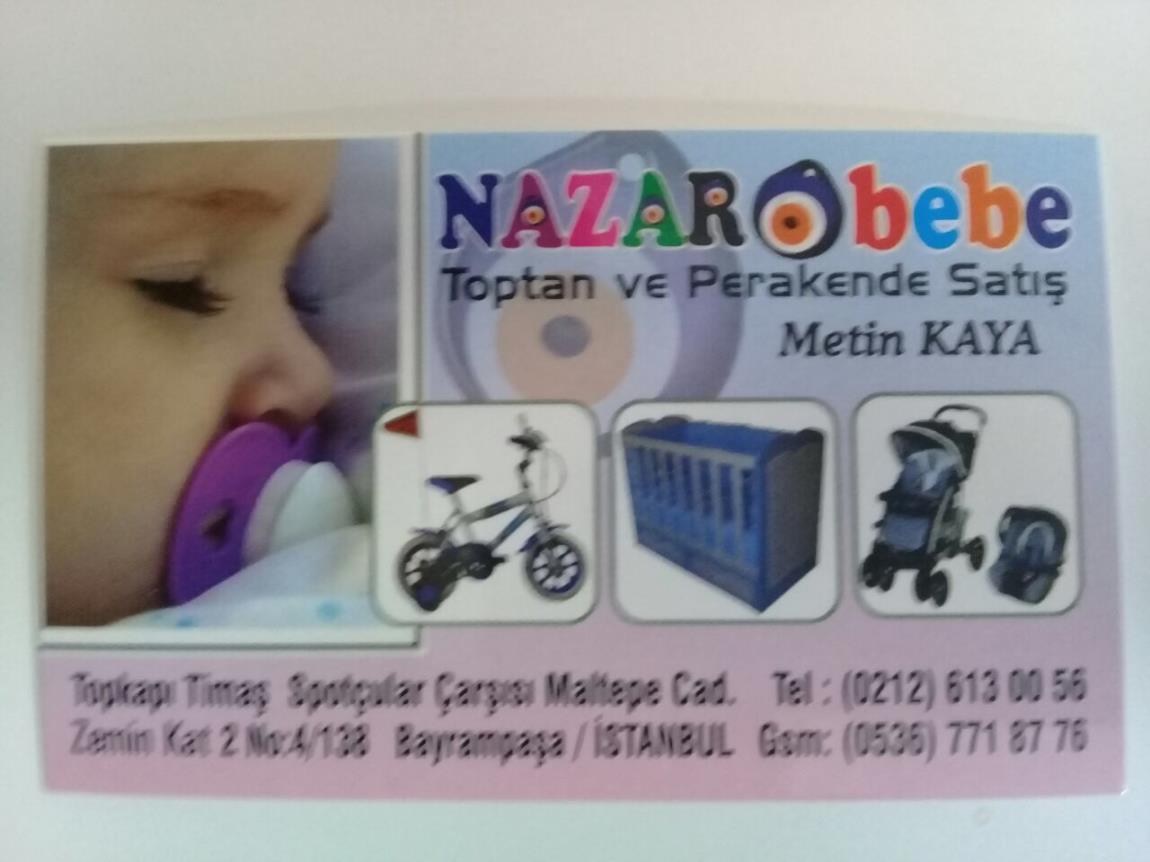 NAZAR bebe
Toptan ve Perakende Satış
Metin KAYA
Topkapı Timaş Spotçular Çarşısı Maltepe Cad. Tel : (0212) 613 00 56
Zemin Kat 2 No:4/138 Bayrampaşa / İSTANBUL Gsm: (0536) 771 87 76